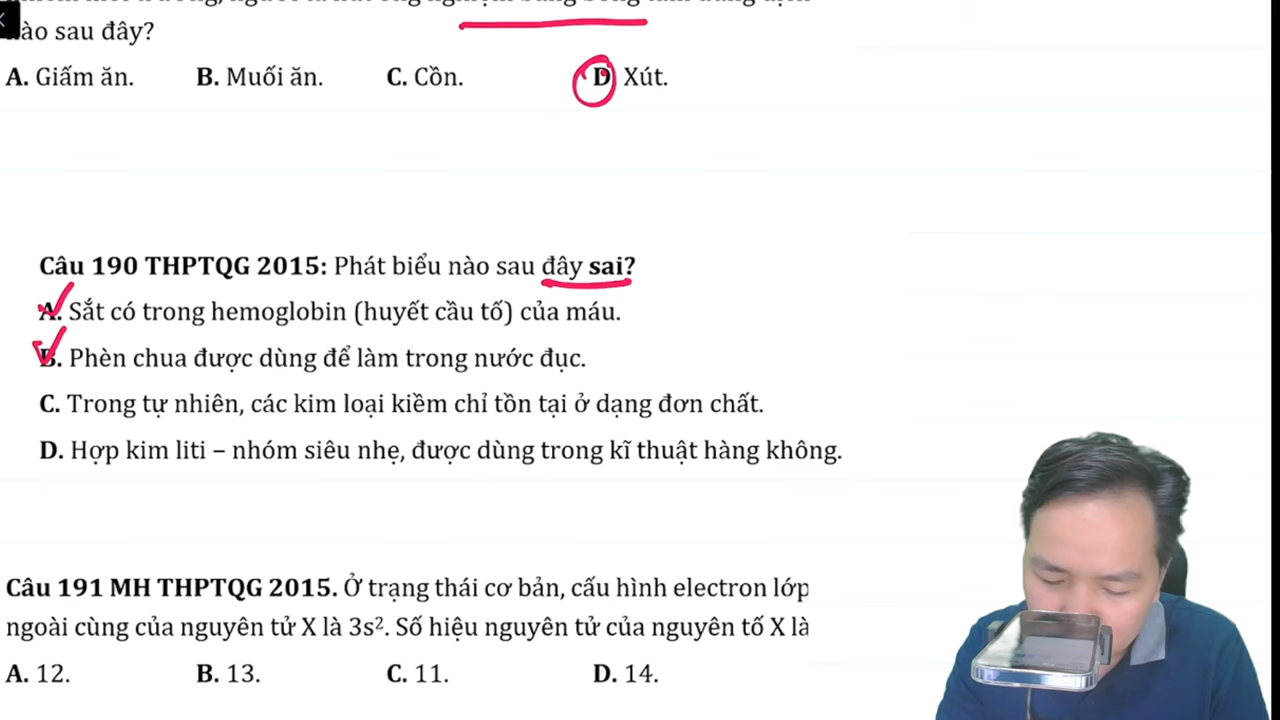 nào sau đây?
A. Giấm ăn. B. Muối ăn. C. Cồn. D Xút.
Câu 190 THPTQG 2015: Phát biểu nào sau đây sai?
A. Sắt có trong hemoglobin (huyết cầu tố) của máu.
B. Phèn chua được dùng để làm trong nước đục.
C. Trong tự nhiên, các kim loại kiềm chỉ tồn tại ở dạng đơn chất.
D. Hợp kim liti – nhóm siêu nhẹ, được dùng trong kĩ thuật hàng không.
Câu 191 MH THPTQG 2015. Ở trạng thái cơ bản, cấu hình electron lớp
ngoài cùng của nguyên tử X là 3s². Số hiệu nguyên tử của nguyên tố X là
A. 12. B. 13. C. 11. D. 14.